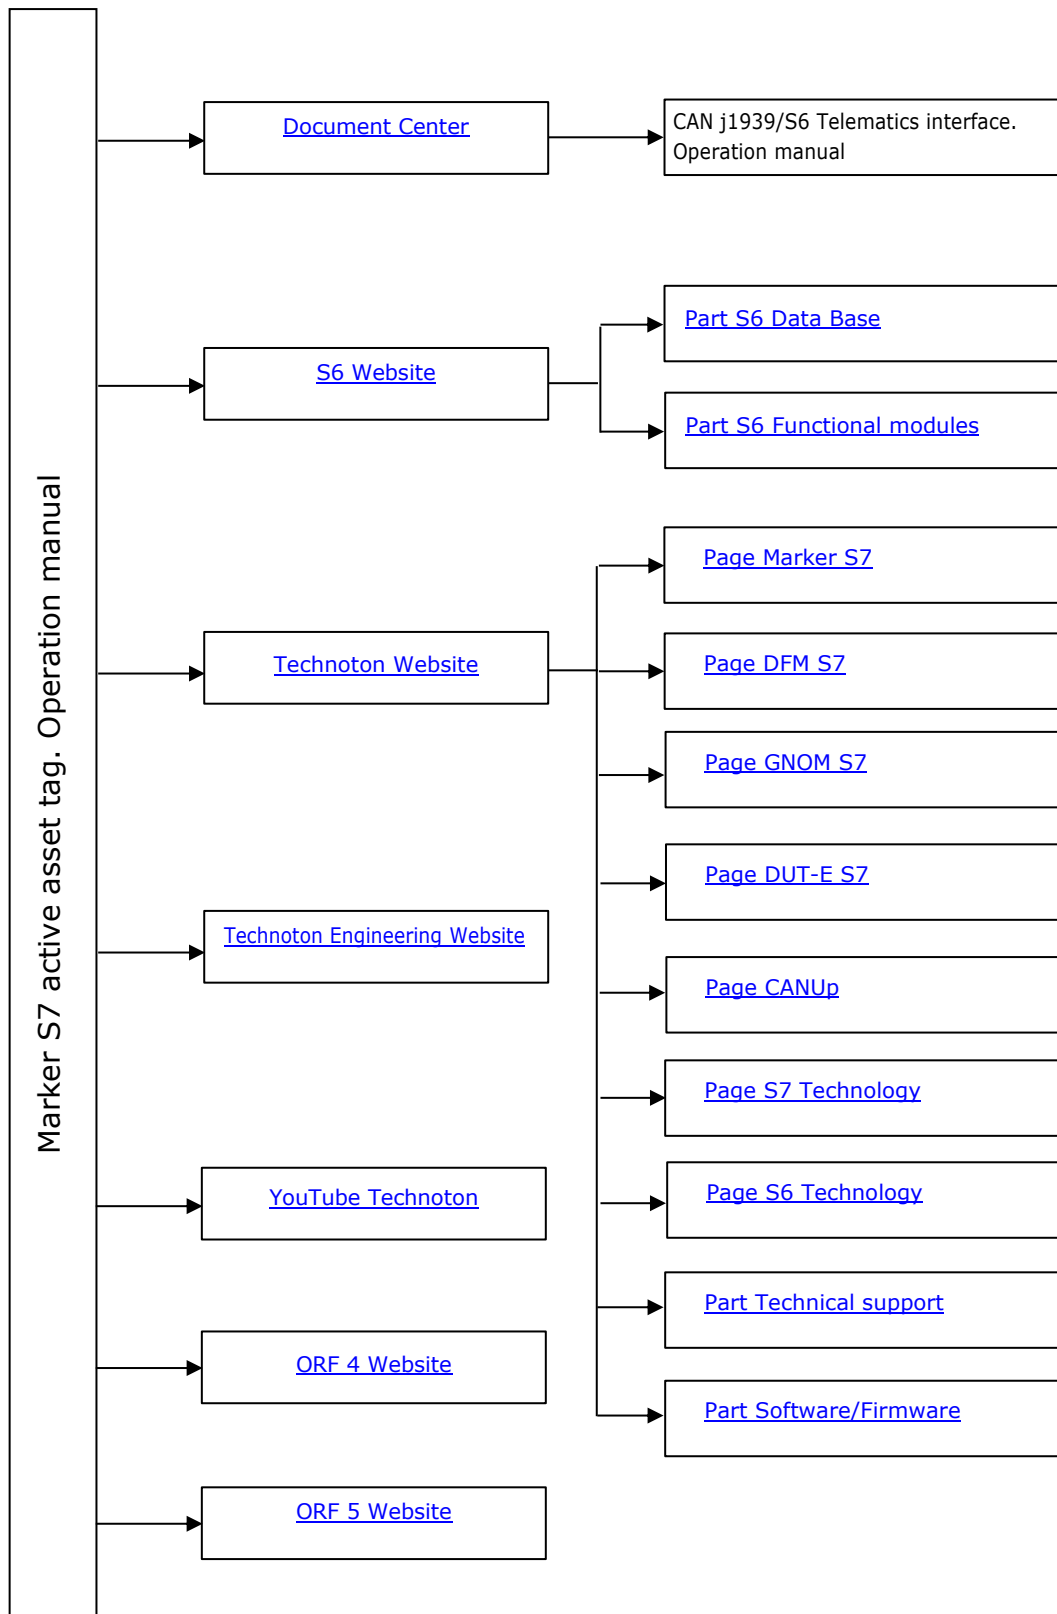 Marker S7 active asset tag. Operation manual
Document Center
CAN j1939/S6 Telematics interface.
Operation manual
S6 Website
Part S6 Data Base
Part S6 Functional modules
Technoton Website
Page Marker S7
Page DFM S7
Page GNOM S7
Page DUT-E S7
Page CANUp
Page S7 Technology
Page S6 Technology
Part Technical support
Part Software/Firmware
Technoton Engineering Website
YouTube Technoton
ORF 4 Website
ORF 5 Website